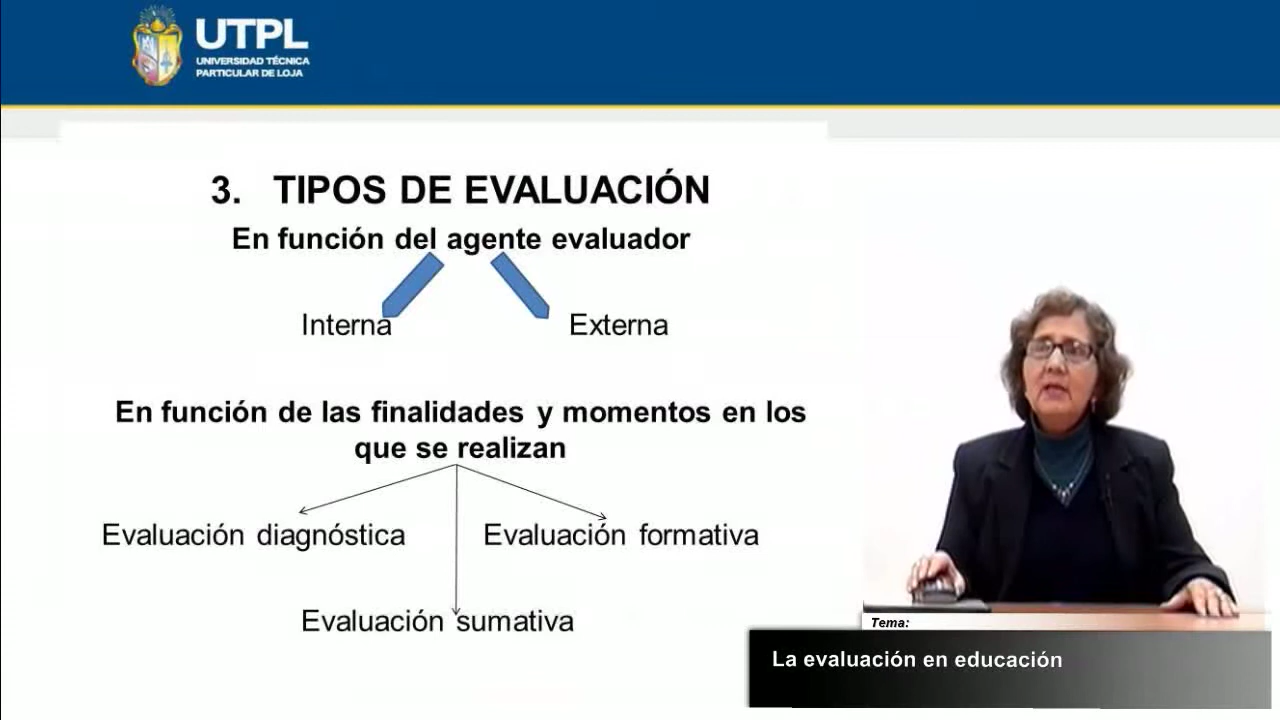 UTPL
UNIVERSIDAD TÉCNICA
PARTICULAR DE LOJA
3. TIPOS DE EVALUACIÓN
En función del agente evaluador
Interna
Externa
En función de las finalidades y momentos en los
que se realizan
Evaluación diagnóstica
Evaluación formativa
Evaluación sumativa
Tema:
La evaluación en educación